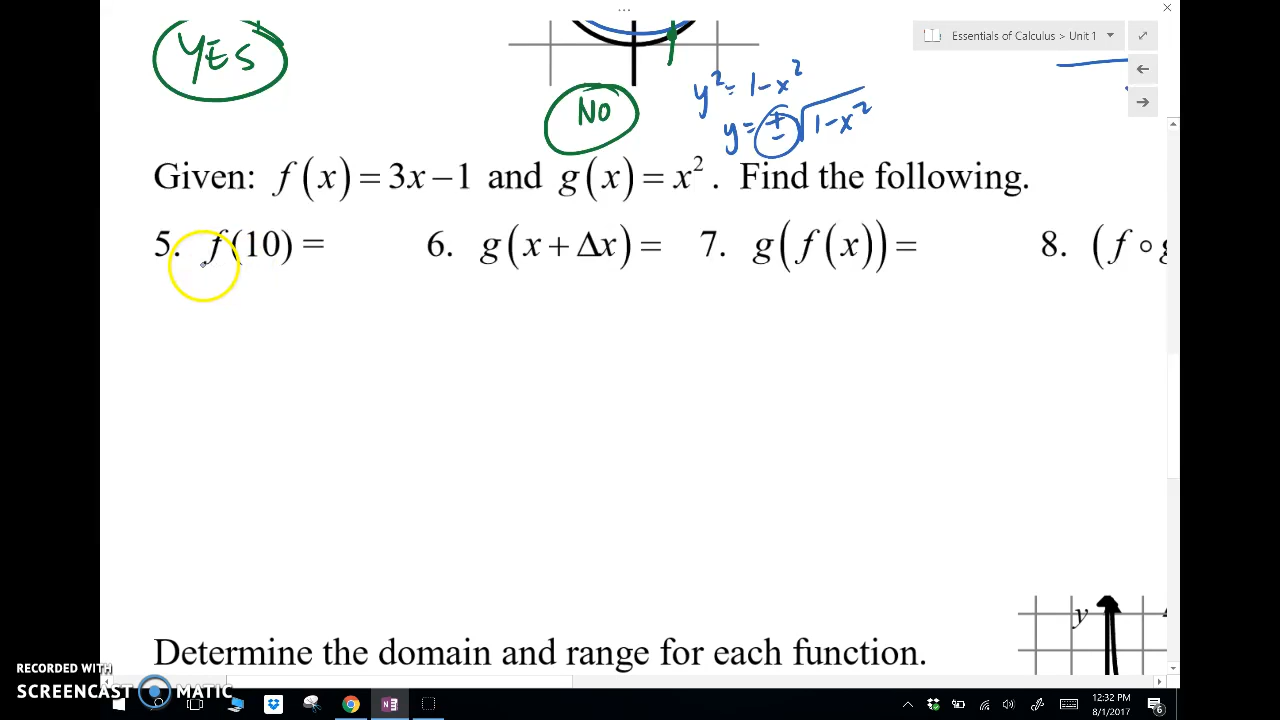 YES
NO
y² = 1-x²
y = ±√1-x²
Essentials of Calculus > Unit 1
Given: f(x) = 3x-1 and g(x) = x². Find the following.
5. f(10) = 6. g(x+Δx) = 7. g(f(x)) = 8. (f∘g
y
Determine the domain and range for each function.
RECORDED WITH
SCREENCAST MATIC
12:32 PM
8/1/2017
6